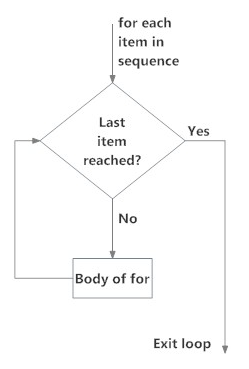 for each
item in
sequence
Last
item
reached?
Yes
No
Body of for
Exit loop